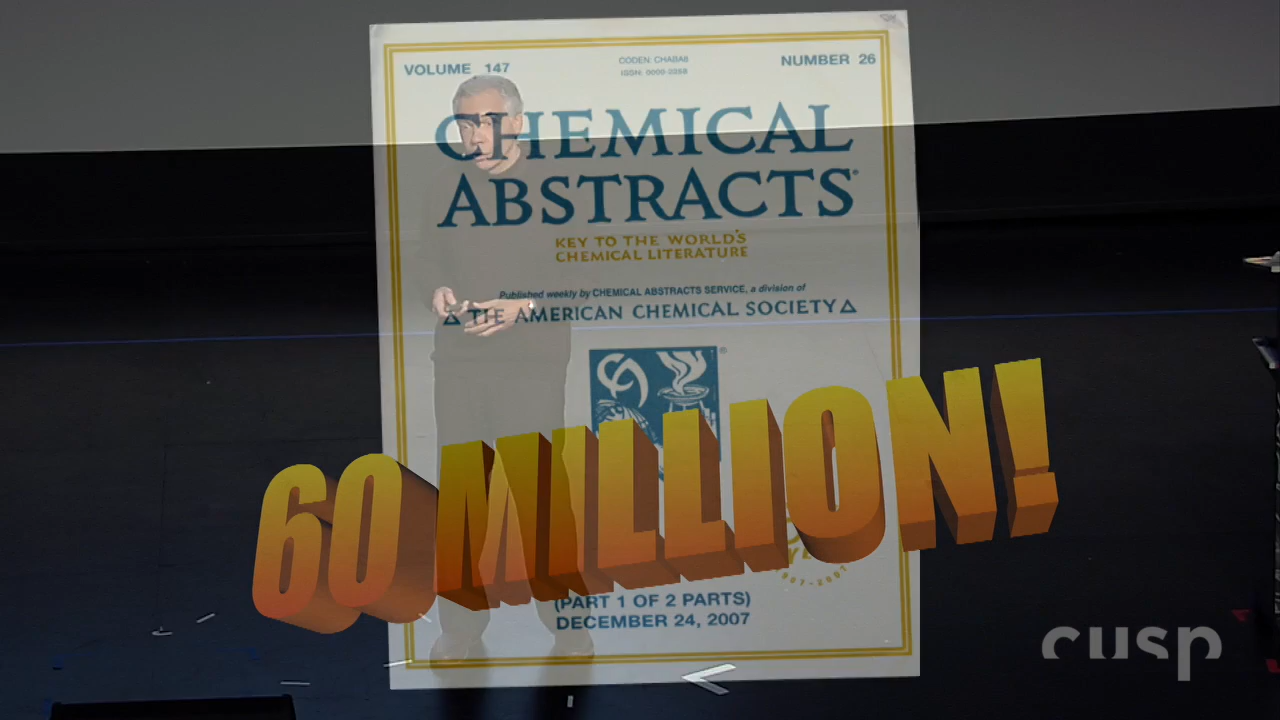 VOLUME 147
CODEN: CHABA8
ISSN: 0009-2258
NUMBER 26
CHEMICAL
ABSTRACTS
KEY TO THE WORLD'S
CHEMICAL LITERATURE
Published weekly by CHEMICAL ABSTRACTS SERVICE, a division of
THE AMERICAN CHEMICAL SOCIETY
60 MILLION!
1907-2007
(PART 1 OF 2 PARTS)
DECEMBER 24, 2007
cusp